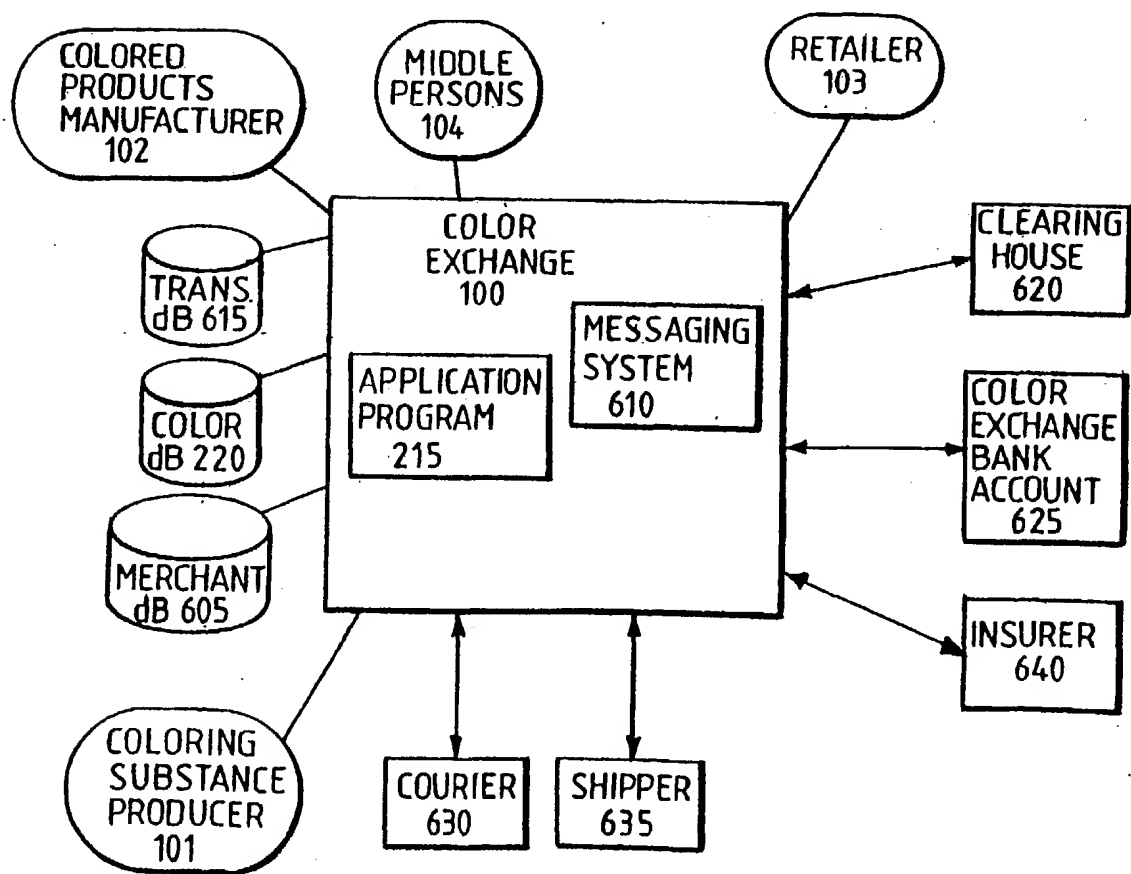 COLORED
PRODUCTS
MANUFACTURER
102
MIDDLE
PERSONS
104
RETAILER
103
TRANS.
dB 615
COLOR
dB 220
MERCHANT
dB 605
COLOR
EXCHANGE
100
APPLICATION
PROGRAM
215
MESSAGING
SYSTEM
610
CLEARING
HOUSE
620
COLOR
EXCHANGE
BANK
ACCOUNT
625
INSURER
640
COLORING
SUBSTANCE
PRODUCER
101
COURIER
630
SHIPPER
635